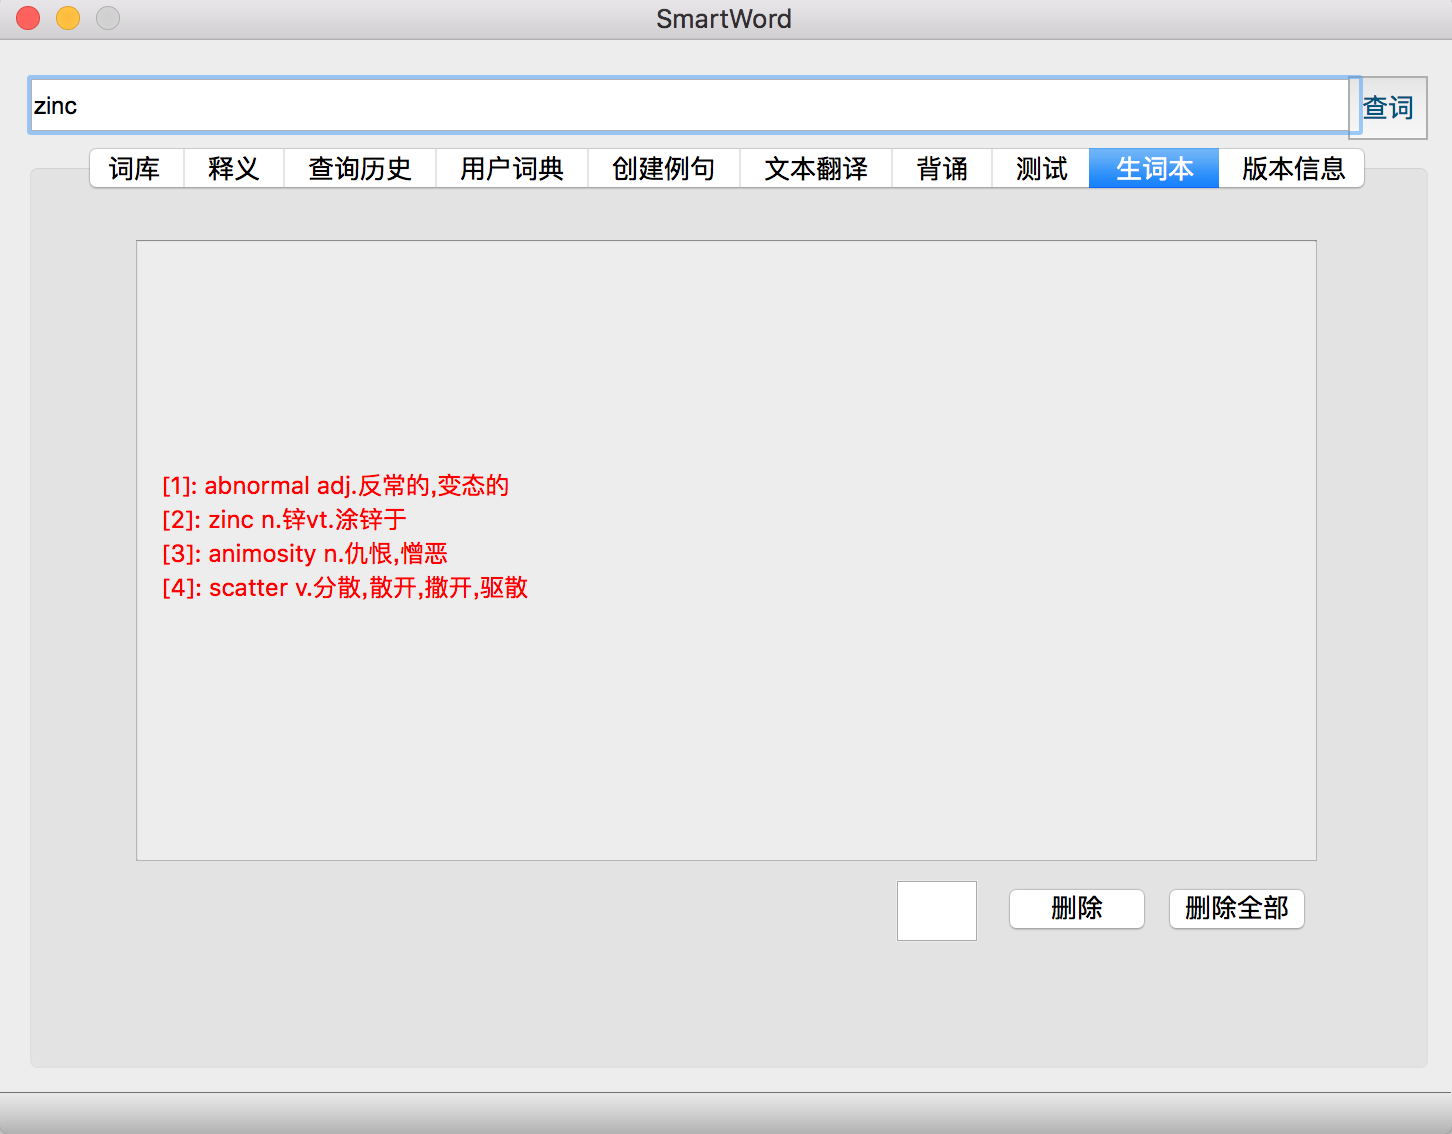 SmartWord
zinc 查词
词库 释义 查询历史 用户词典 创建例句 文本翻译 背诵 测试 生词本 版本信息
[1]: abnormal adj.反常的,变态的
[2]: zinc n.锌vt.涂锌于
[3]: animosity n.仇恨,憎恶
[4]: scatter v.分散,散开,撒开,驱散
删除 删除全部